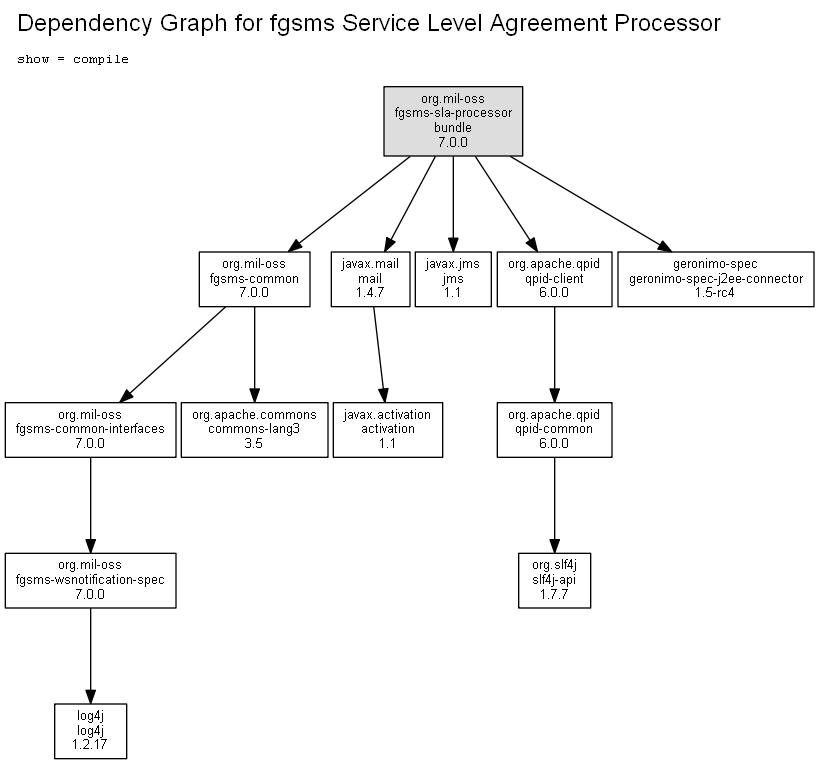 Dependency Graph for fgsms Service Level Agreement Processor
show = compile
org.mil-oss
fgsms-sla-processor
bundle
7.0.0
org.mil-oss
fgsms-common
7.0.0
javax.mail
mail
1.4.7
javax.jms
jms
1.1
org.apache.qpid
qpid-client
6.0.0
geronimo-spec
geronimo-spec-j2ee-connector
1.5-rc4
org.mil-oss
fgsms-common-interfaces
7.0.0
org.apache.commons
commons-lang3
3.5
javax.activation
activation
1.1
org.apache.qpid
qpid-common
6.0.0
org.mil-oss
fgsms-wsnotification-spec
7.0.0
org.slf4j
slf4j-api
1.7.7
log4j
log4j
1.2.17